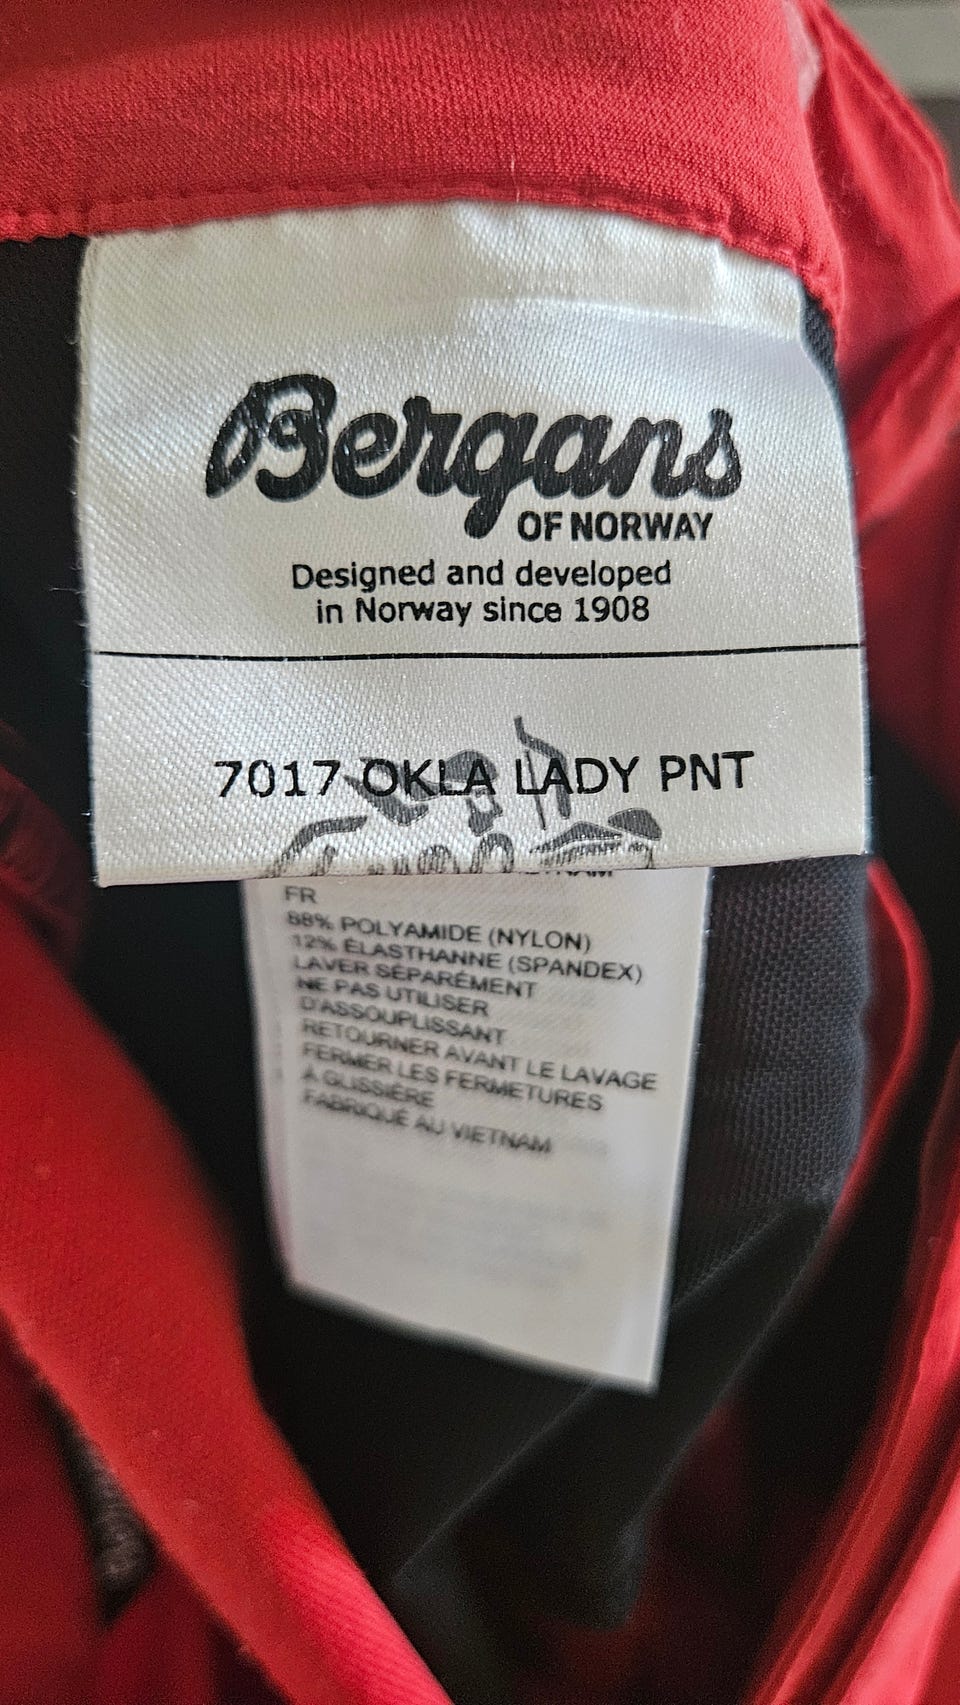 Bergans
OF NORWAY
Designed and developed
in Norway since 1908
7017 OKLA LADY PNT
FR
88% POLYAMIDE (NYLON)
12% ÉLASTHANNE (SPANDEX)
LAVER SÉPARÉMENT
NE PAS UTILISER
D'ASSOUPLISSANT
RETOURNER AVANT LE LAVAGE
FERMER LES FERMETURES
À GLISSIÈRE
FABRIQUÉ AU VIETNAM